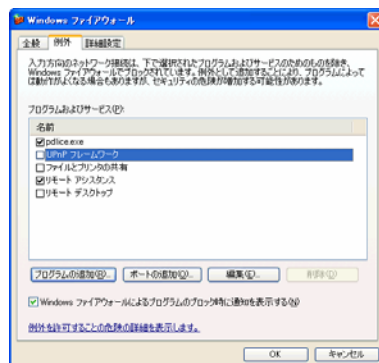 Windows ファイアウォール
全般 例外 詳細設定
入力方向のネットワーク接続は、下で選択されたプログラムおよびサービスのためのものを除き、
Windows ファイアウォールでブロックされています。例外として追加することにより、プログラムによって
は動作がよくなる場合もありますが、セキュリティの危険が増加する可能性があります。
プログラムおよびサービス(P):
名前
pdlice.exe
UPnP フレームワーク
ファイルとプリンタの共有
リモート アシスタンス
リモート デスクトップ
プログラムの追加(R)... ポートの追加(O)... 編集(E)... 削除(D)
Windows ファイアウォールによるプログラムのブロック時に通知を表示する(N)
例外を許可することの危険の詳細を表示します。
OK キャンセル